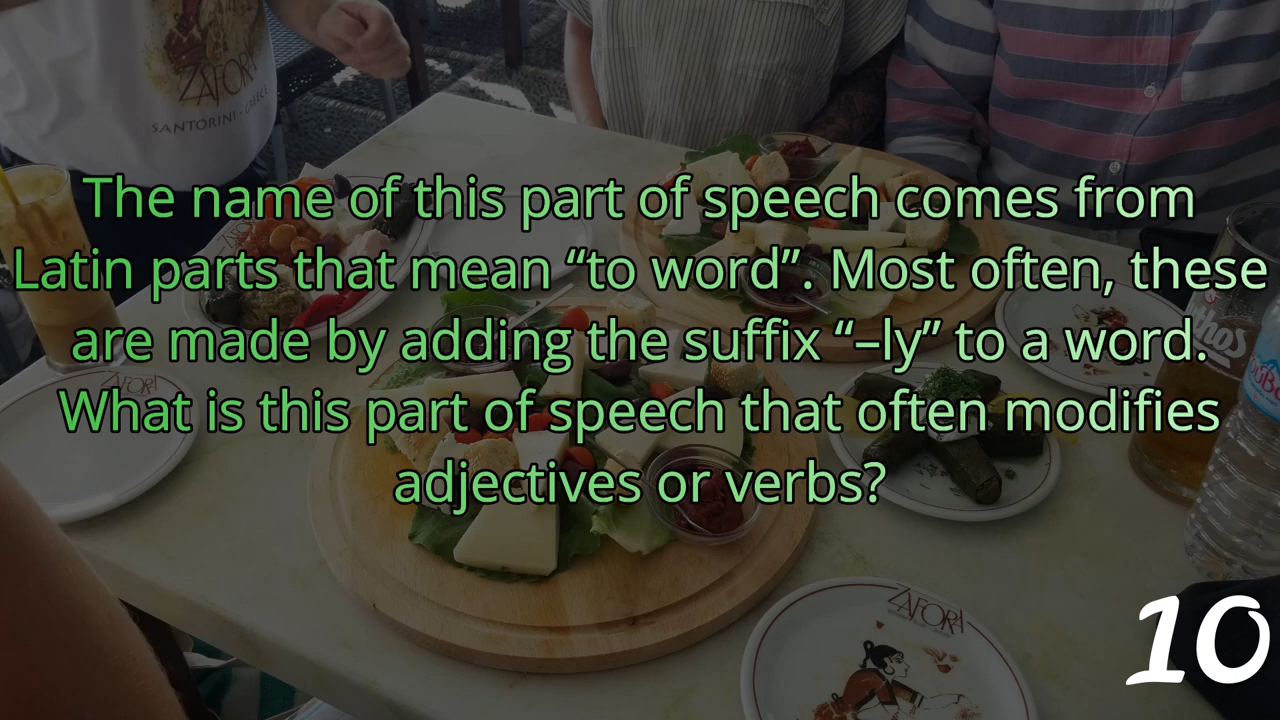 ZAFORA
SANTORINI - GREECE
The name of this part of speech comes from
Latin parts that mean “to word”. Most often, these
are made by adding the suffix “–ly” to a word.
What is this part of speech that often modifies
adjectives or verbs?
ZAFORA
10